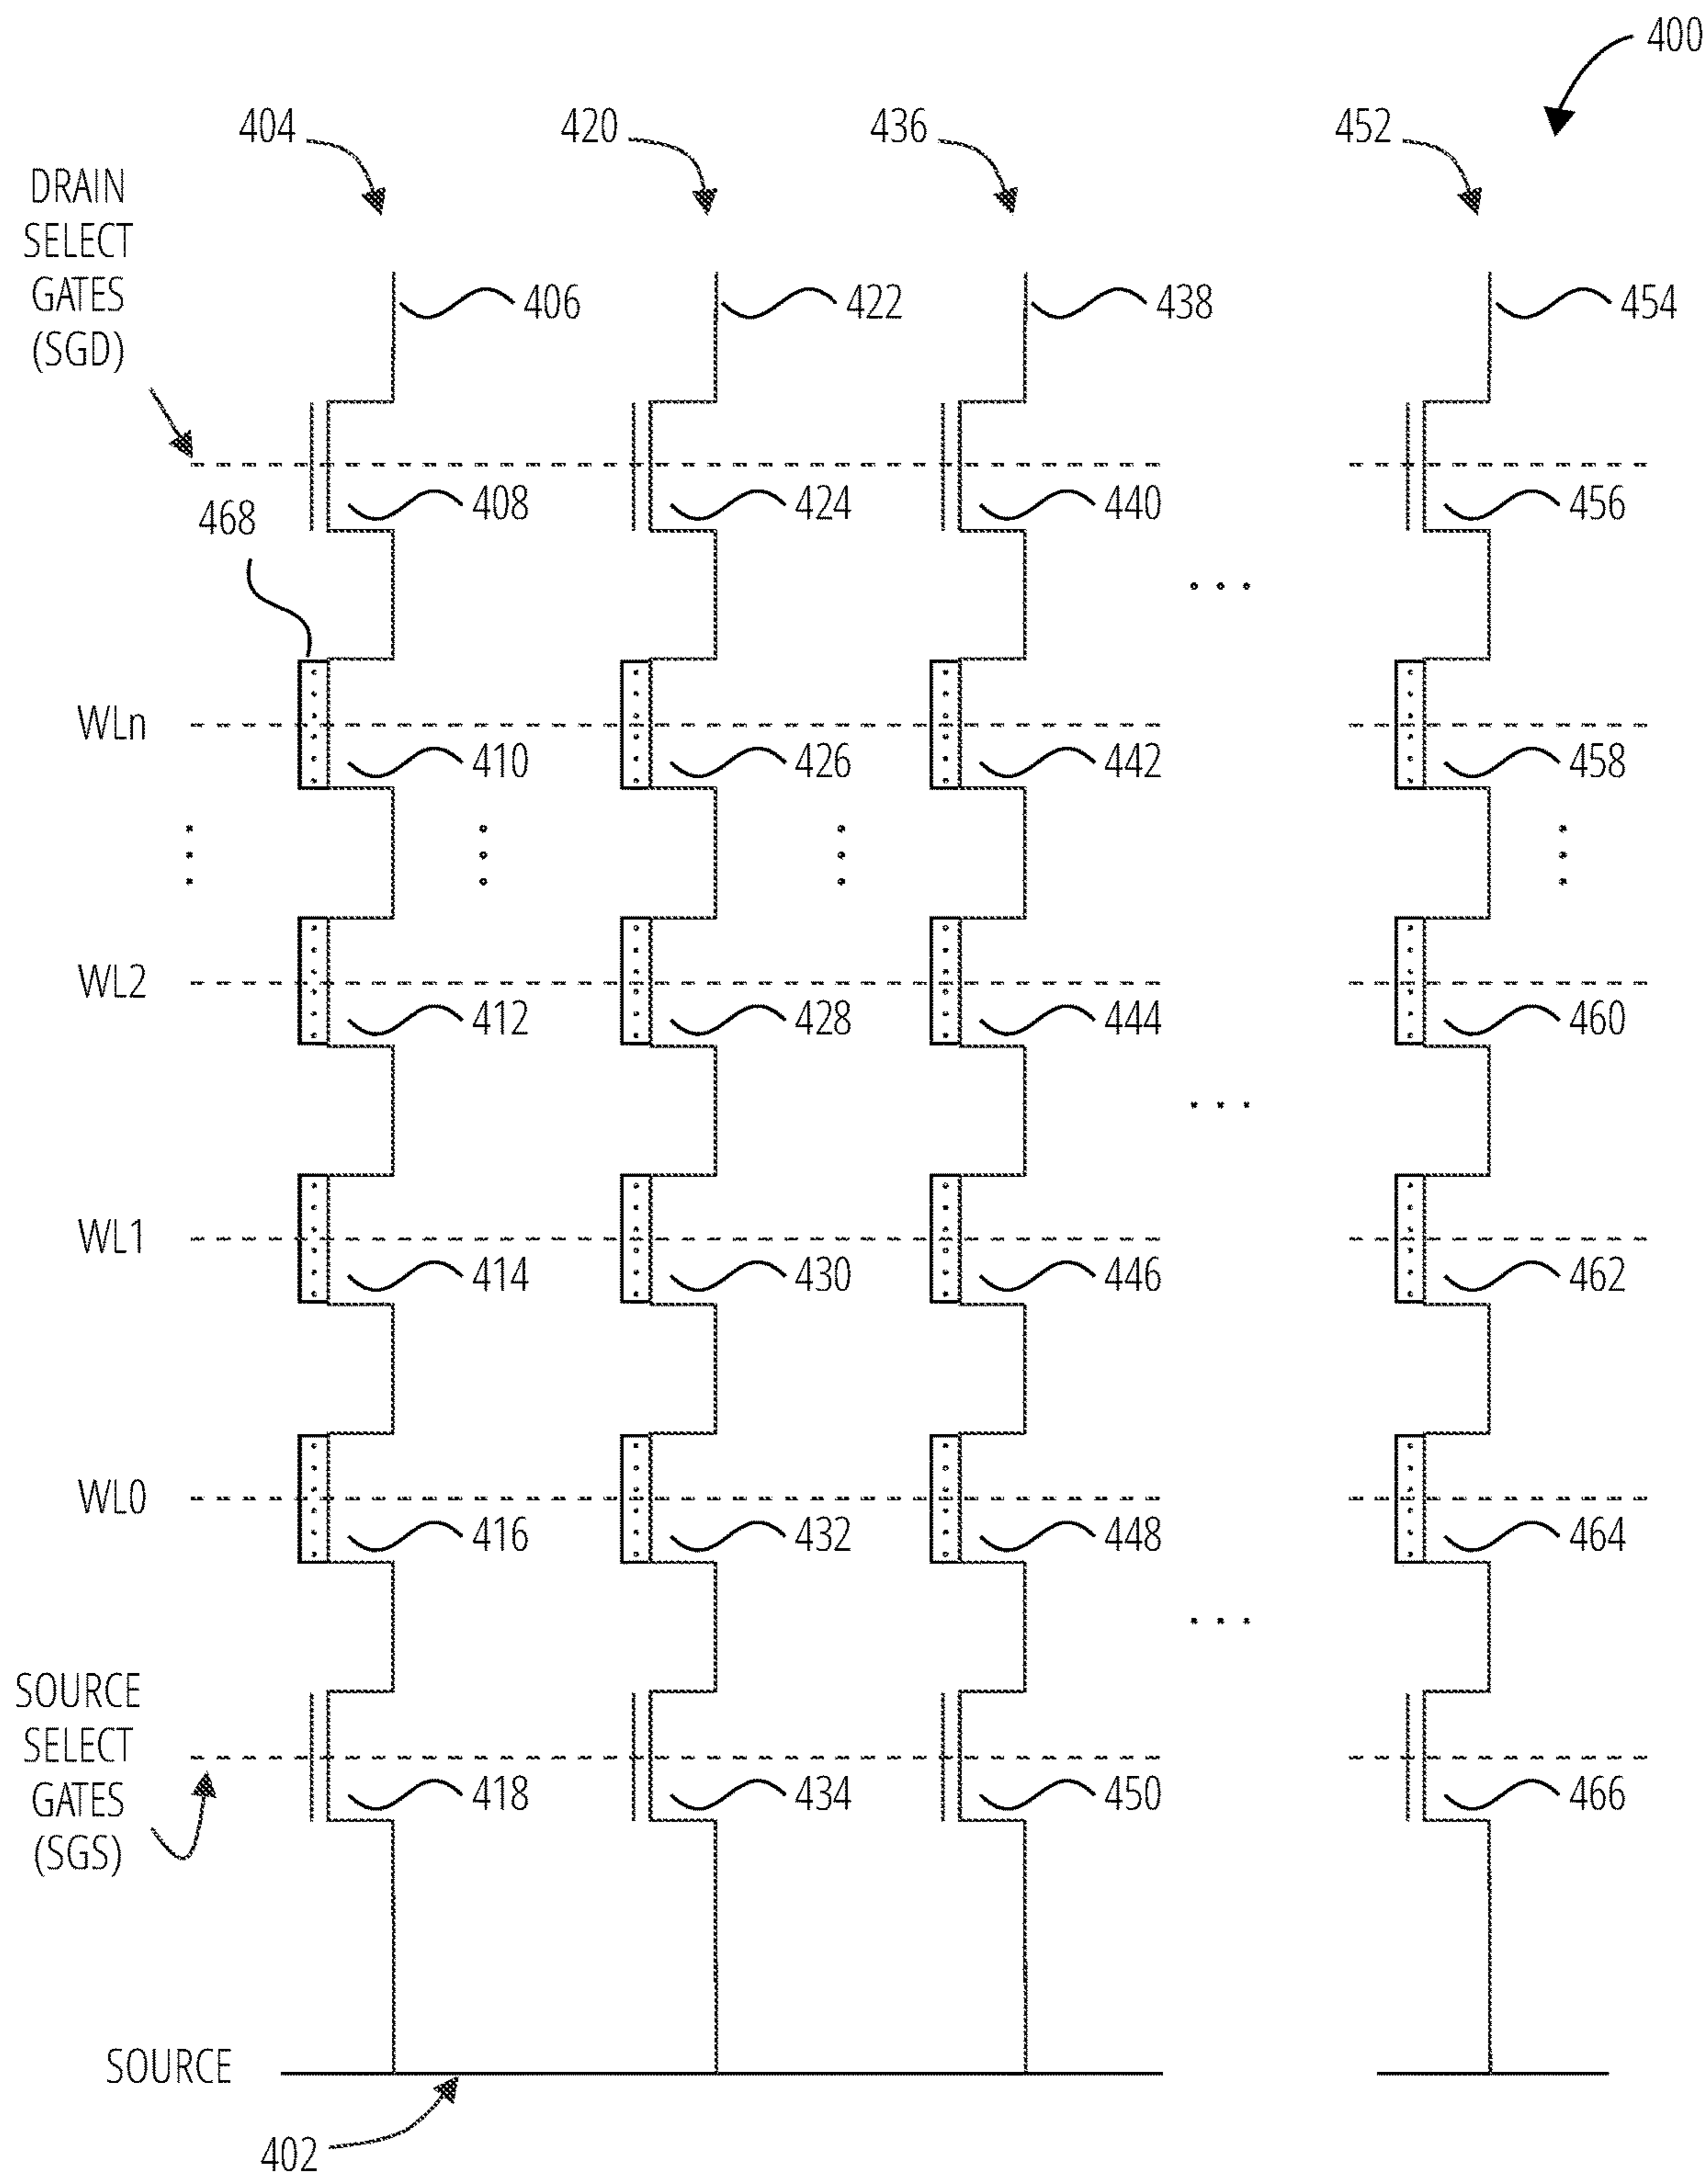 400
404 420 436 452
DRAIN
SELECT
GATES
(SGD)
406 422 438 454
408 424 440 456
468
WLn
410 426 442 458
WL2
412 428 444 460
WL1
414 430 446 462
WL0
416 432 448 464
SOURCE
SELECT
GATES
(SGS)
418 434 450 466
SOURCE
402